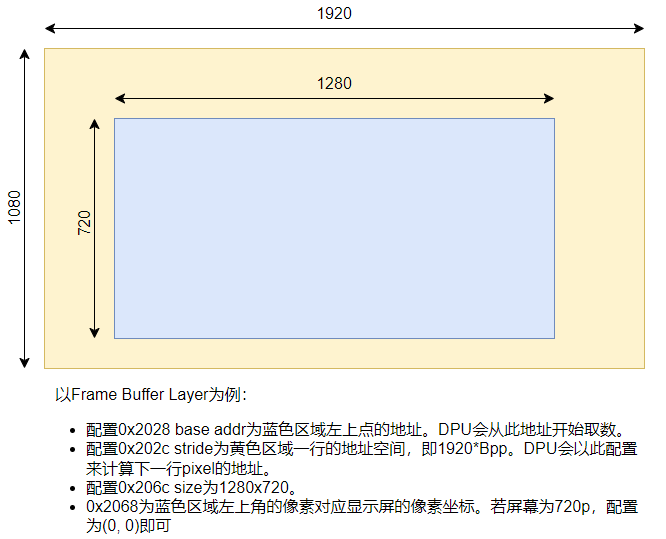 1920
1280
1080
720
以Frame Buffer Layer为例：
• 配置0x2028 base addr为蓝色区域左上点的地址。DPU会从此地址开始取数。
• 配置0x202c stride为黄色区域一行的地址空间，即1920*Bpp。DPU会以此配置
来计算下一行pixel的地址。
• 配置0x206c size为1280x720。
• 0x2068为蓝色区域左上角的像素对应显示屏的像素坐标。若屏幕为720p，配置
为(0, 0)即可